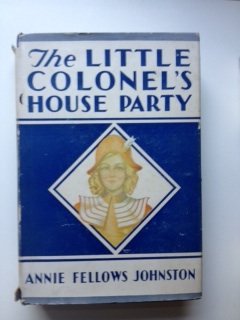 The LITTLE
COLONEL'S
HOUSE PARTY
ANNIE FELLOWS JOHNSTON